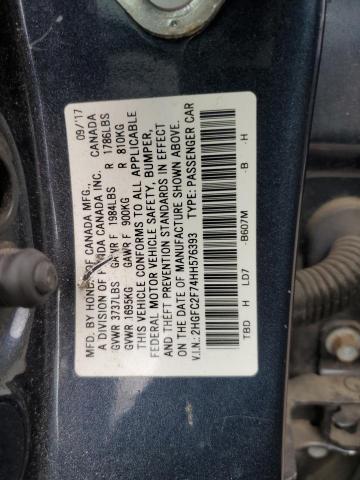 MFD. BY HONDA OF CANADA MFG., 09/'17
A DIVISION OF HONDA CANADA INC. CANADA
GVWR 3737LBS GAWR F 1984LBS R 1786LBS
GVWR 1695KG GAWR F 900KG R 810KG
THIS VEHICLE CONFORMS TO ALL APPLICABLE
FEDERAL MOTOR VEHICLE SAFETY, BUMPER,
AND THEFT PREVENTION STANDARDS IN EFFECT
ON THE DATE OF MANUFACTURE SHOWN ABOVE.
V.I.N.: 2HGFC2F74HH576393 TYPE: PASSENGER CAR
TBD H LD7 -B607M -B -H